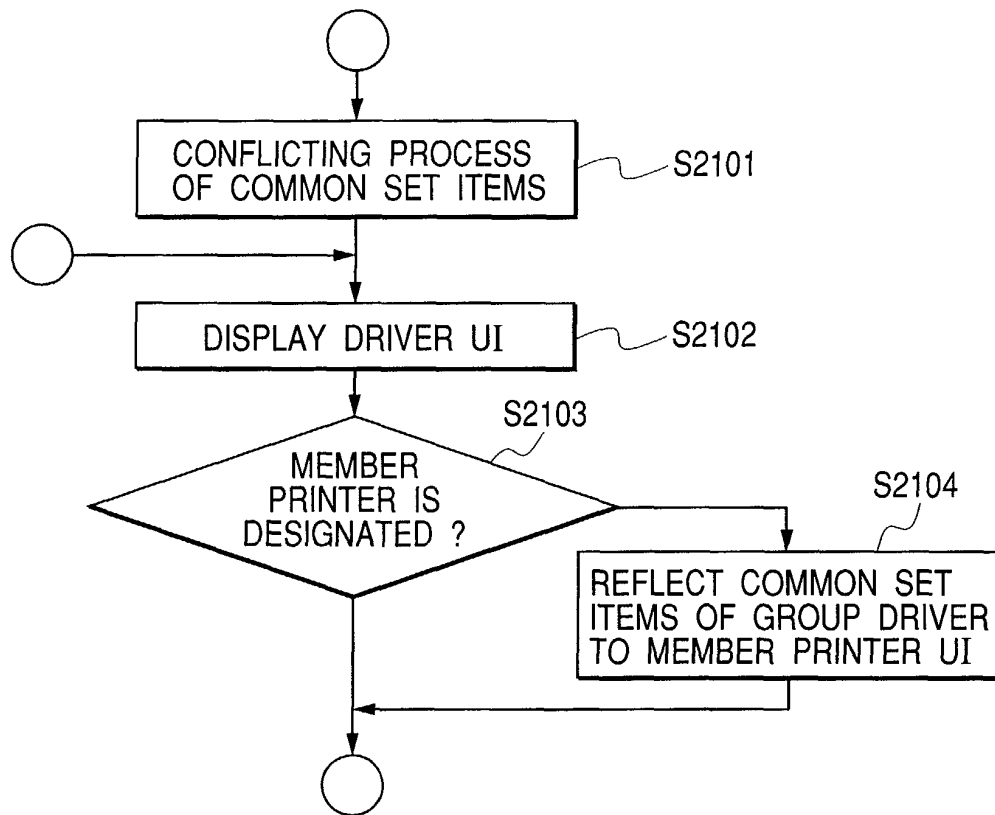 CONFLICTING PROCESS
OF COMMON SET ITEMS
S2101
DISPLAY DRIVER UI
S2102
S2103
MEMBER
PRINTER IS
DESIGNATED ?
S2104
REFLECT COMMON SET
ITEMS OF GROUP DRIVER
TO MEMBER PRINTER UI